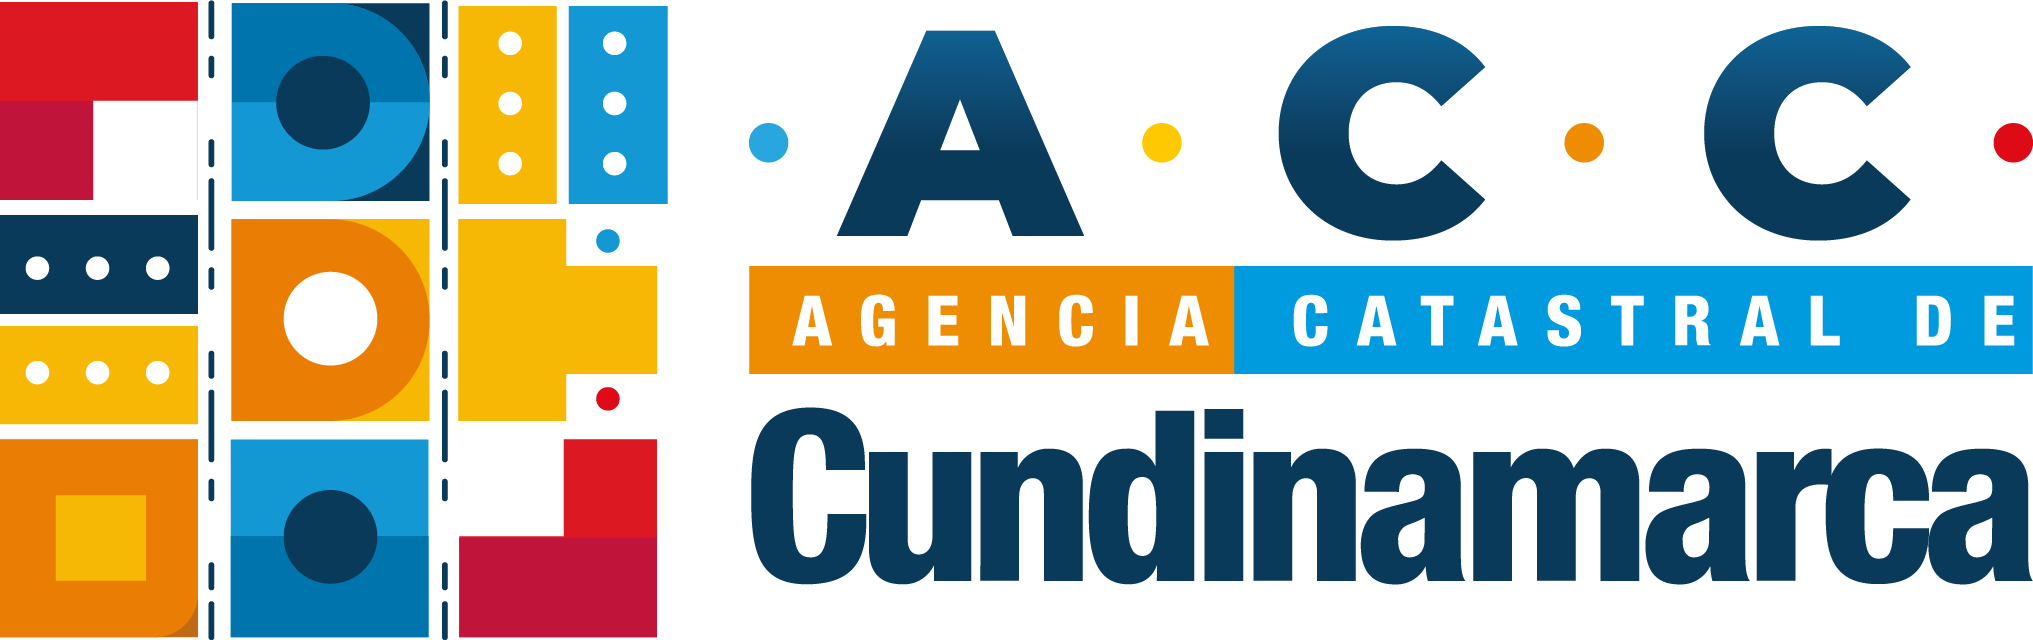 ·A·C·C·
AGENCIA CATASTRAL DE
Cundinamarca